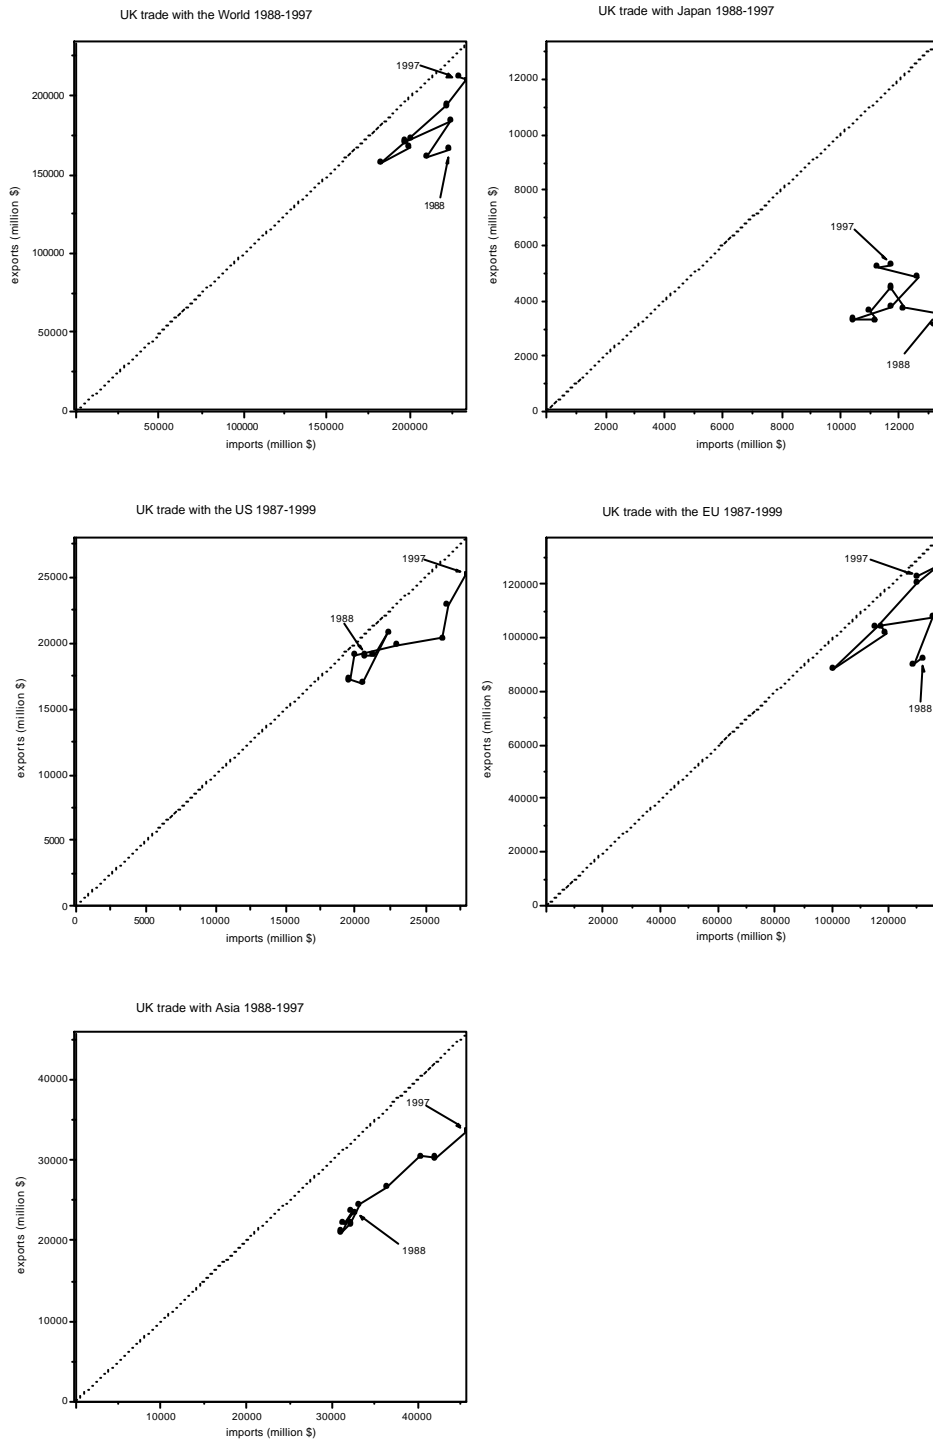 UK trade with the World 1988-1997
1997
1988
200000
150000
100000
50000
0
exports (million $)
50000 100000 150000 200000
imports (million $)
UK trade with Japan 1988-1997
1997
1988
12000
10000
8000
6000
4000
2000
0
exports (million $)
2000 4000 6000 8000 10000 12000
imports (million $)
UK trade with the US 1987-1999
1997
1988
25000
20000
15000
10000
5000
0
exports (million $)
0 5000 10000 15000 20000 25000
imports (million $)
UK trade with the EU 1987-1999
1997
1988
120000
100000
80000
60000
40000
20000
0
exports (million $)
20000 40000 60000 80000 100000 120000
imports (million $)
UK trade with Asia 1988-1997
1997
1988
40000
30000
20000
10000
0
exports (million $)
10000 20000 30000 40000
imports (million $)